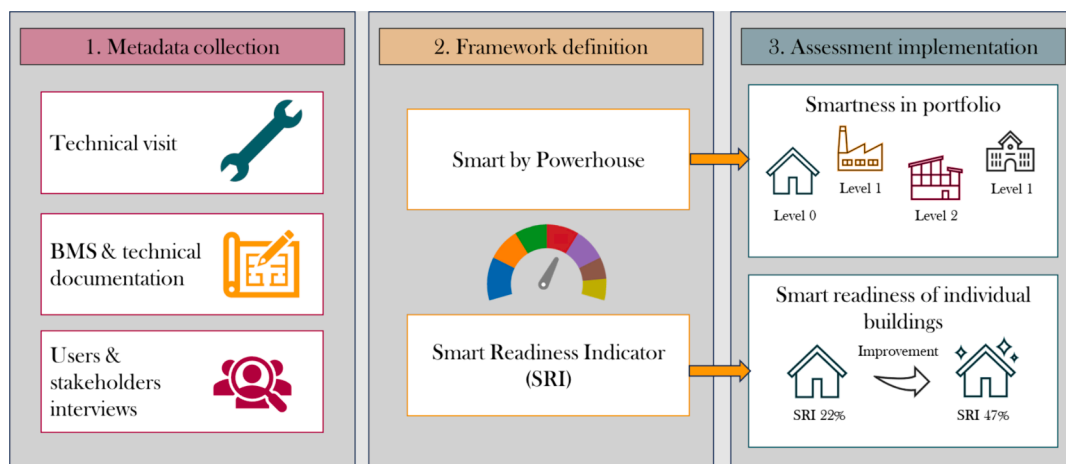 1. Metadata collection
Technical visit
BMS & technical
documentation
Users &
stakeholders
interviews
2. Framework definition
Smart by Powerhouse
Smart Readiness Indicator
(SRI)
3. Assessment implementation
Smartness in portfolio
Level 0
Level 1
Level 2
Level 1
Smart readiness of individual
buildings
Improvement
SRI 22%
SRI 47%